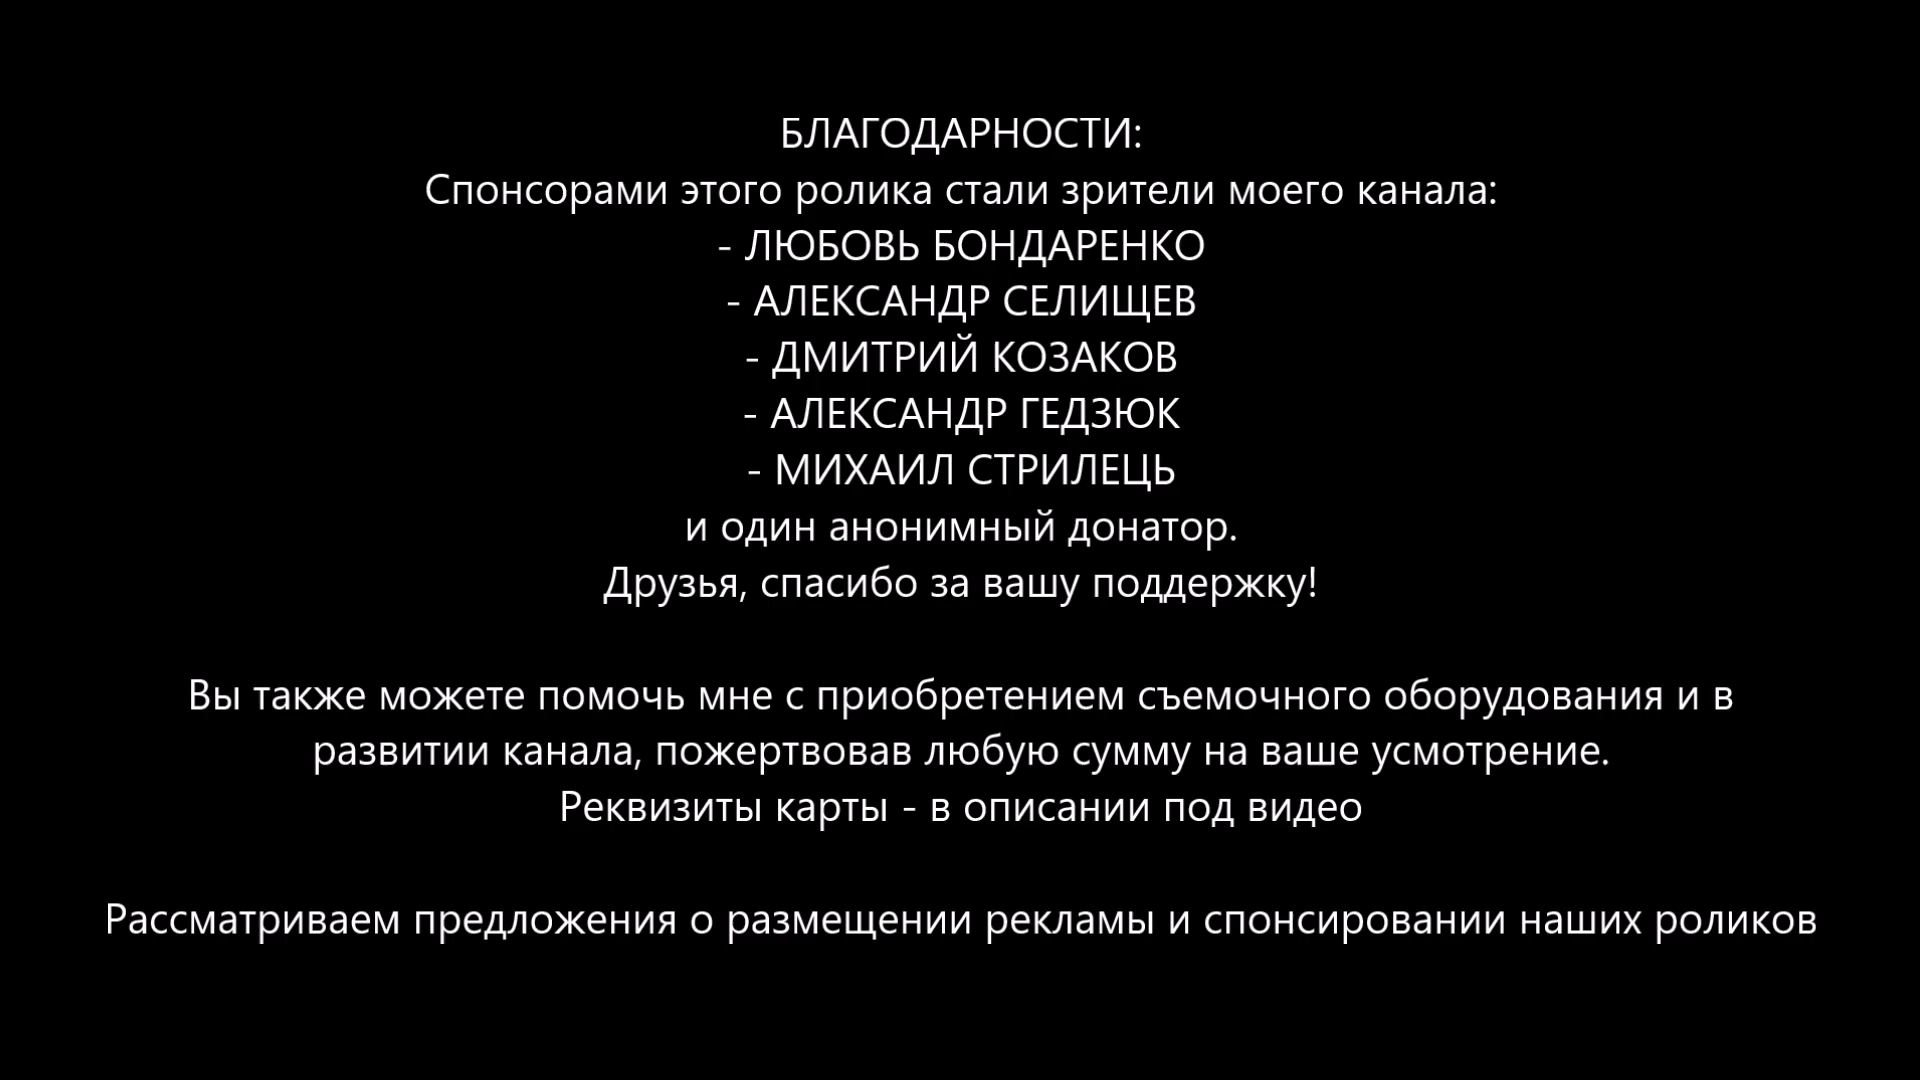 БЛАГОДАРНОСТИ:
Спонсорами этого ролика стали зрители моего канала:
- ЛЮБОВЬ БОНДАРЕНКО
- АЛЕКСАНДР СЕЛИЩЕВ
- ДМИТРИЙ КОЗАКОВ
- АЛЕКСАНДР ГЕДЗЮК
- МИХАИЛ СТРИЛЕЦЬ
и один анонимный донатор.
Друзья, спасибо за вашу поддержку!
Вы также можете помочь мне с приобретением съемочного оборудования и в
развитии канала, пожертвовав любую сумму на ваше усмотрение.
Реквизиты карты - в описании под видео
Рассматриваем предложения о размещении рекламы и спонсировании наших роликов